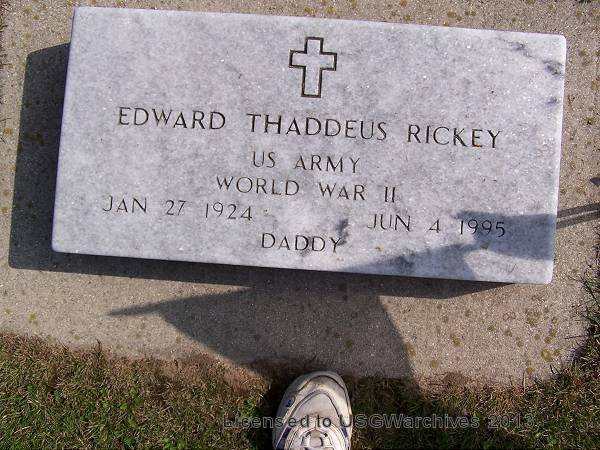 EDWARD THADDEUS RICKEY
US ARMY
WORLD WAR II
JAN 27 1924 JUN 4 1995
DADDY
Licensed to USGWarchives 2013